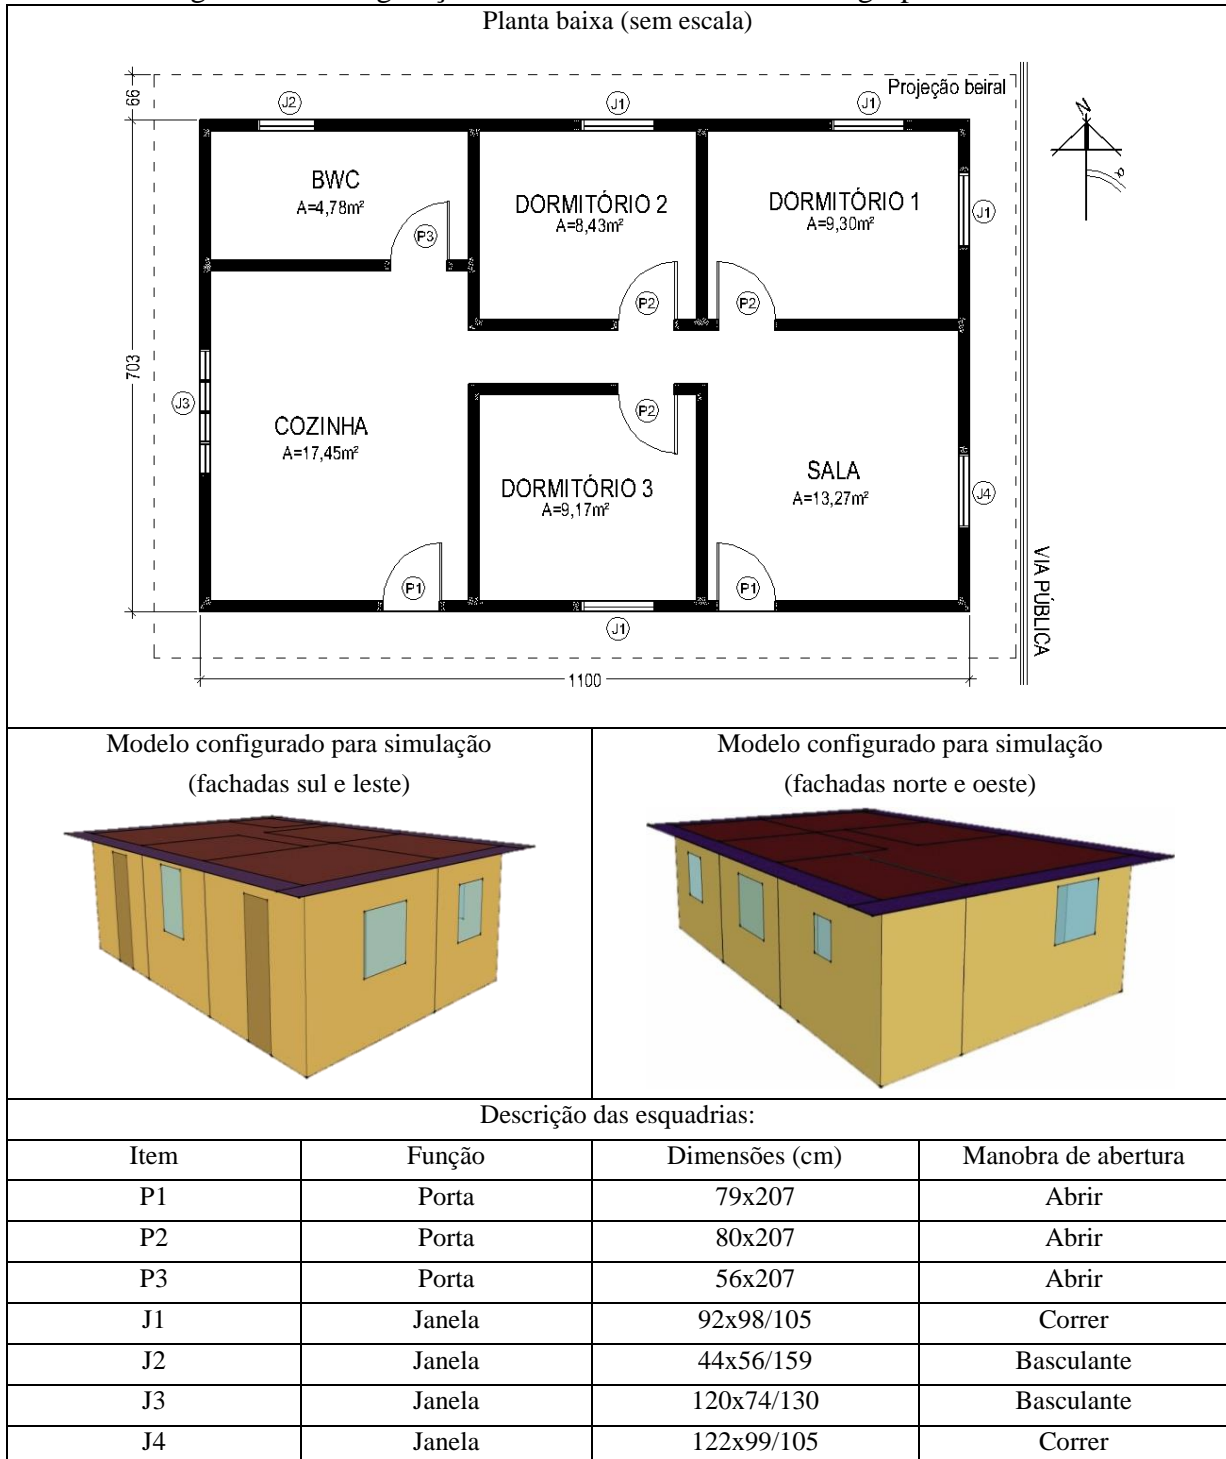 Planta baixa (sem escala)
Projeção beiral
66
J2
J1
J1
N
BWC
A=4,78m²
DORMITÓRIO 2
A=8,43m²
DORMITÓRIO 1
A=9,30m²
J1
P3
P2
P2
703
J3
COZINHA
A=17,45m²
P2
DORMITÓRIO 3
A=9,17m²
SALA
A=13,27m²
J4
P1
P1
J1
VIA PÚBLICA
1100
Modelo configurado para simulação
(fachadas sul e leste)
Modelo configurado para simulação
(fachadas norte e oeste)
Descrição das esquadrias:
Item Função Dimensões (cm) Manobra de abertura
P1 Porta 79x207 Abrir
P2 Porta 80x207 Abrir
P3 Porta 56x207 Abrir
J1 Janela 92x98/105 Correr
J2 Janela 44x56/159 Basculante
J3 Janela 120x74/130 Basculante
J4 Janela 122x99/105 Correr